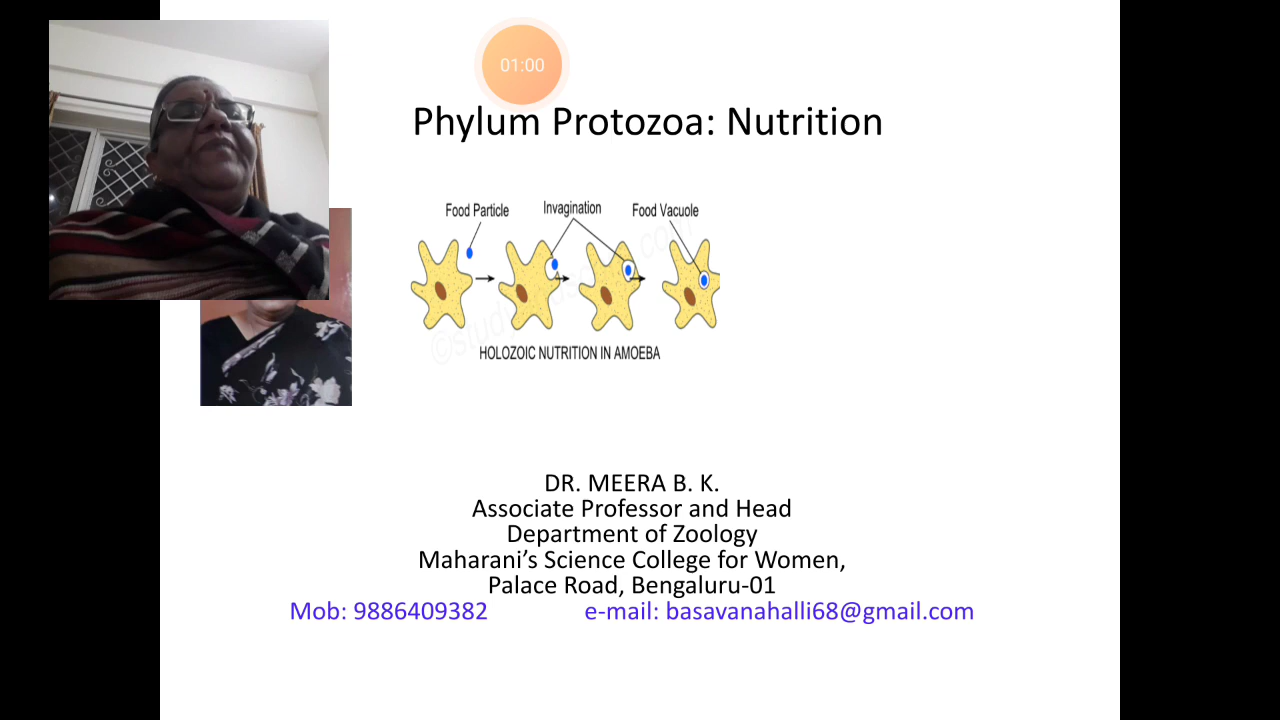 01:00
Phylum Protozoa: Nutrition
Food Particle Invagination Food Vacuole
HOLOZOIC NUTRITION IN AMOEBA
DR. MEERA B. K.
Associate Professor and Head
Department of Zoology
Maharani’s Science College for Women,
Palace Road, Bengaluru-01
Mob: 9886409382 e-mail: basavanahalli68@gmail.com